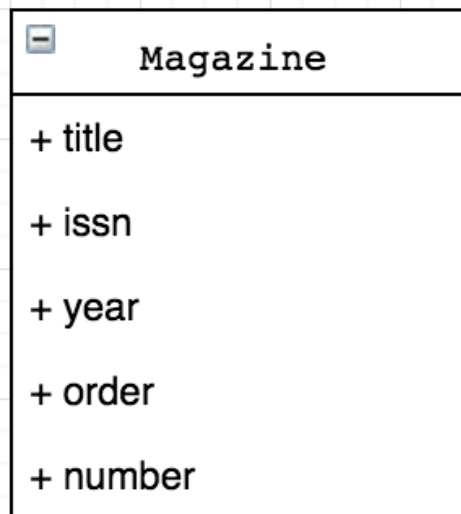 Magazine
+ title
+ issn
+ year
+ order
+ number